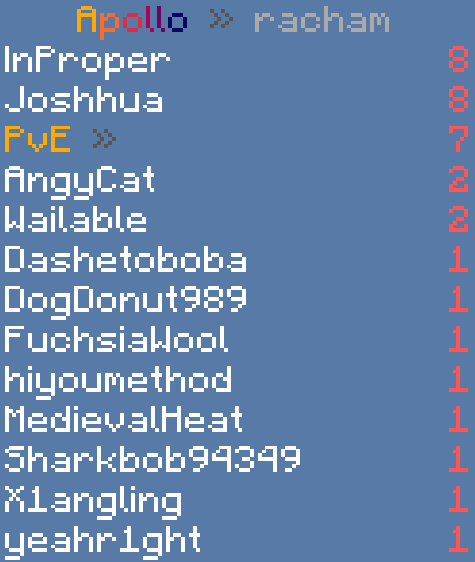 Apollo » racham
InProper 8
Joshhua 8
PvE » 7
AngyCat 2
Wailable 2
Dashetoboba 1
DogDonut989 1
FuchsiaWool 1
hiyoumethod 1
MedievalHeat 1
Sharkbob94349 1
X1angling 1
yeahr1ght 1